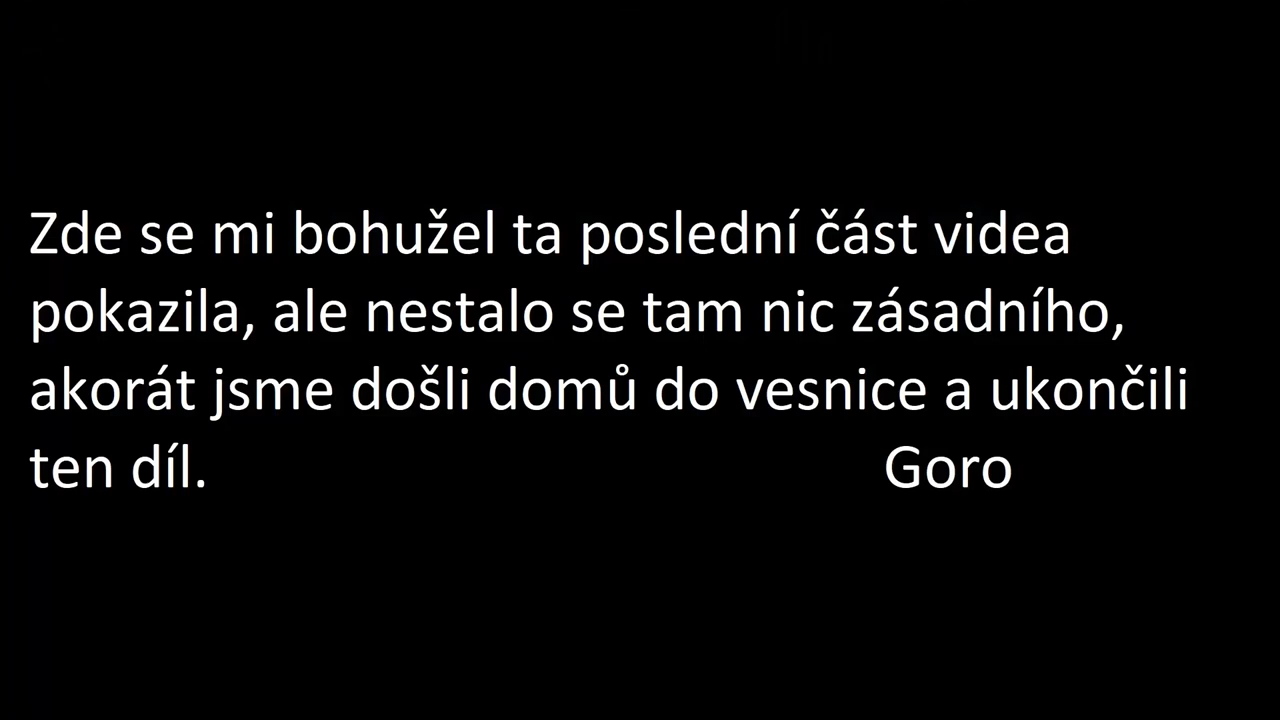 Zde se mi bohužel ta poslední část videa
pokazila, ale nestalo se tam nic zásadního,
akorát jsme došli domů do vesnice a ukončili
ten díl. Goro